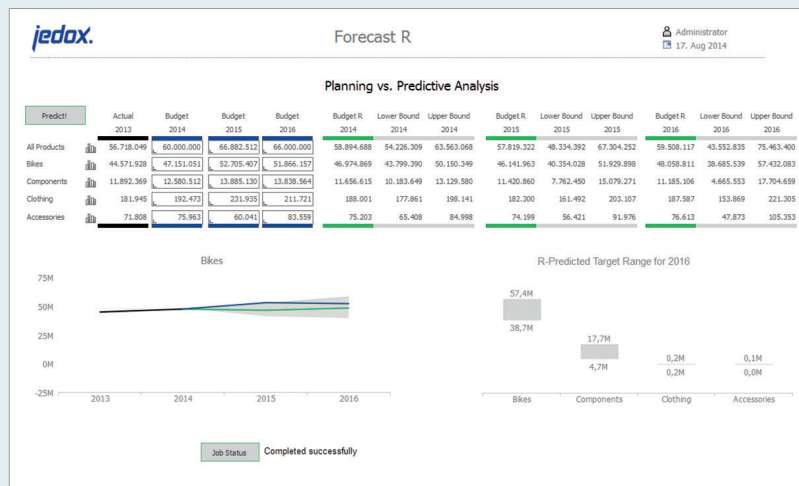 jedox.
Forecast R
Administrator
17. Aug 2014
Planning vs. Predictive Analysis
Predict! Actual Budget Budget Budget Budget R Lower Bound Upper Bound Budget R Lower Bound Upper Bound Budget R Lower Bound Upper Bound
2013 2014 2015 2016 2014 2014 2014 2015 2015 2015 2016 2016 2016
All Products 56.718.049 60.000.000 66.882.512 66.000.000 58.894.688 54.226.309 63.563.068 57.819.322 48.334.392 67.304.252 59.508.117 43.552.835 75.463.400
Bikes 44.571.928 47.151.051 52.705.407 51.866.157 46.974.869 43.799.390 50.150.349 46.141.963 40.354.028 51.929.898 48.058.811 38.685.539 57.432.083
Components 11.892.369 12.580.512 13.885.130 13.838.564 11.656.615 10.183.649 13.129.580 11.420.860 7.762.450 15.079.271 11.185.106 4.665.553 17.704.659
Clothing 181.945 192.473 231.935 211.721 188.001 177.861 198.141 182.300 161.492 203.107 187.587 153.869 221.305
Accessories 71.808 75.963 60.041 83.559 75.203 65.408 84.998 74.199 56.421 91.976 76.613 47.873 105.353
Bikes
75M
50M
25M
0M
-25M
2013 2014 2015 2016
R-Predicted Target Range for 2016
57,4M
38,7M
17,7M
4,7M
0,2M 0,1M
0,2M 0,0M
Bikes Components Clothing Accessories
Job Status Completed successfully